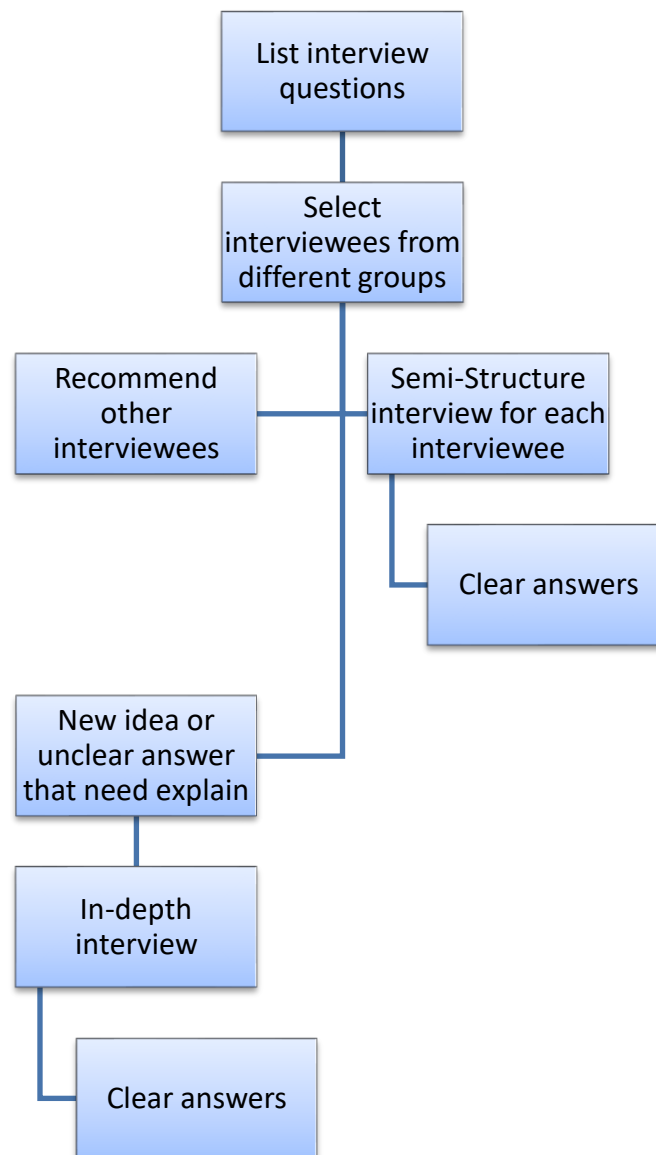 List interview
questions
Select
interviewees from
different groups
Recommend
other
interviewees
Semi-Structure
interview for each
interviewee
Clear answers
New idea or
unclear answer
that need explain
In-depth
interview
Clear answers